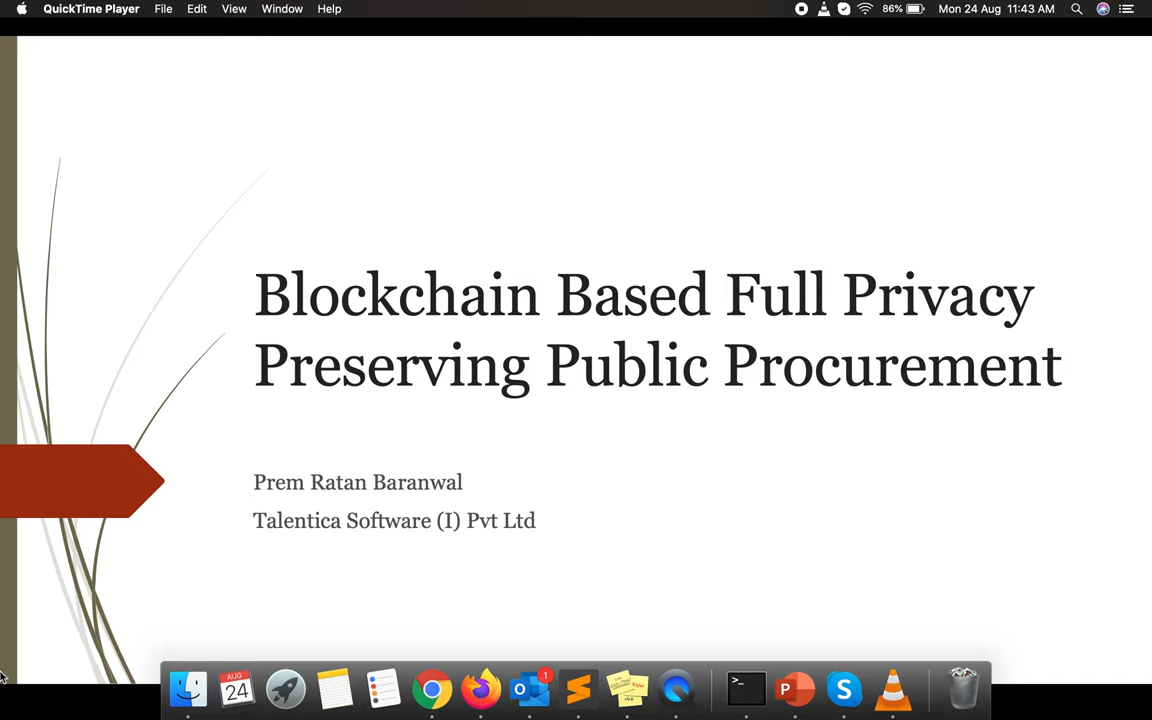 QuickTime Player File Edit View Window Help 86% Mon 24 Aug 11:43 AM
Blockchain Based Full Privacy
Preserving Public Procurement
Prem Ratan Baranwal
Talentica Software (I) Pvt Ltd
AUG
24
1
>_
P
S